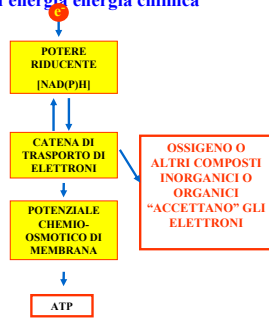 energia energia chimica
e-
POTERE
RIDUCENTE
[NAD(P)H]
CATENA DI
TRASPORTO DI
ELETTRONI
OSSIGENO O
ALTRI COMPOSTI
INORGANICI O
ORGANICI
“ACCETTANO” GLI
ELETTRONI
POTENZIALE
CHEMIO-
OSMOTICO DI
MEMBRANA
ATP